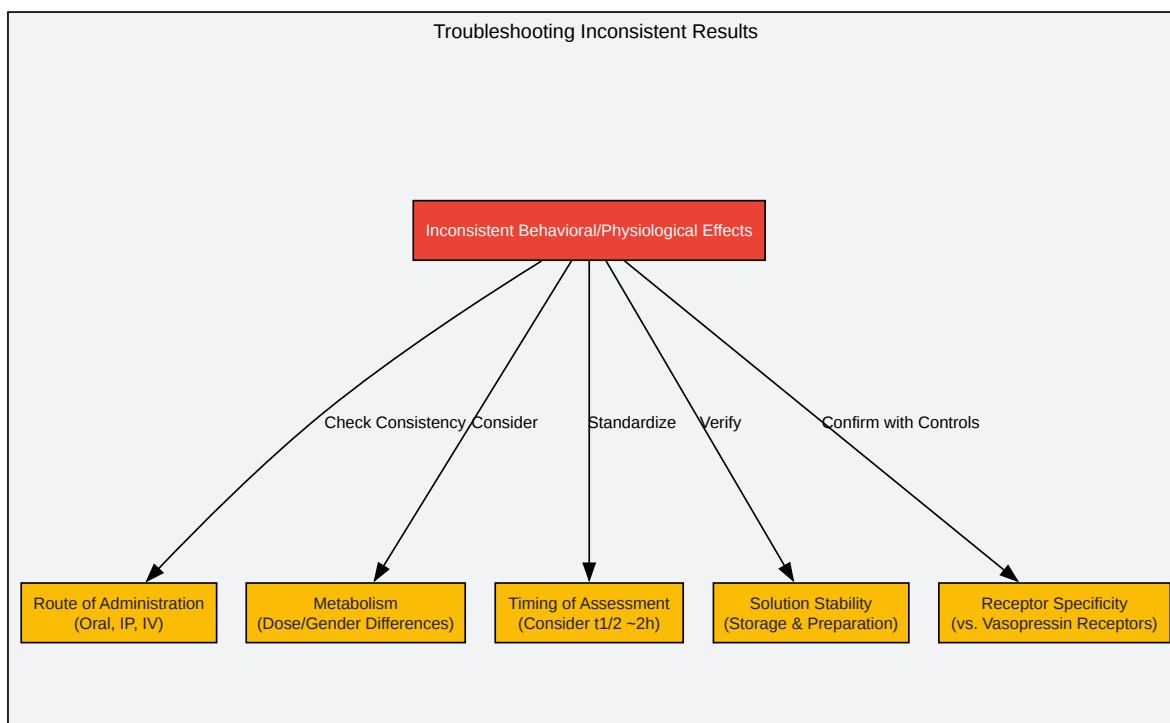 Troubleshooting Inconsistent Results
Inconsistent Behavioral/Physiological Effects
Check Consistency
Consider
Standardize
Verify
Confirm with Controls
Route of Administration
(Oral, IP, IV)
Metabolism
(Dose/Gender Differences)
Timing of Assessment
(Consider t1/2 ~2h)
Solution Stability
(Storage & Preparation)
Receptor Specificity
(vs. Vasopressin Receptors)